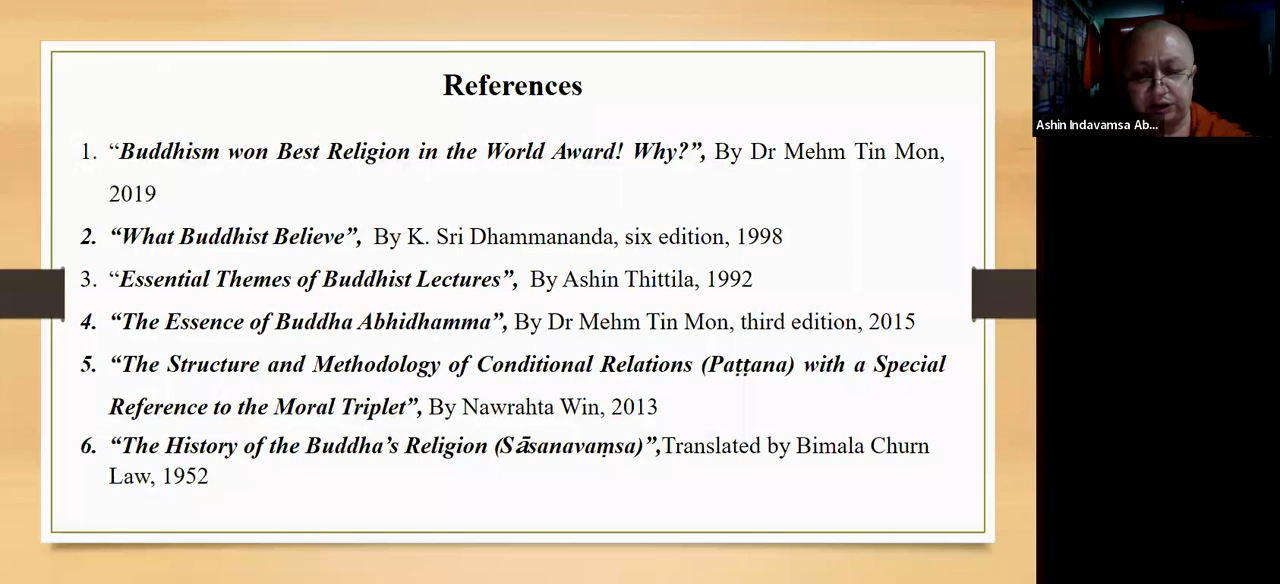 References
1. “Buddhism won Best Religion in the World Award! Why?”, By Dr Mehm Tin Mon,
2019
2. “What Buddhist Believe”, By K. Sri Dhammananda, six edition, 1998
3. “Essential Themes of Buddhist Lectures”, By Ashin Thittila, 1992
4. “The Essence of Buddha Abhidhamma”, By Dr Mehm Tin Mon, third edition, 2015
5. “The Structure and Methodology of Conditional Relations (Paṭṭana) with a Special
Reference to the Moral Triplet”, By Nawrahta Win, 2013
6. “The History of the Buddha’s Religion (Sāsanavaṃsa)”,Translated by Bimala Churn
Law, 1952
Ashin Indavamsa Ab...